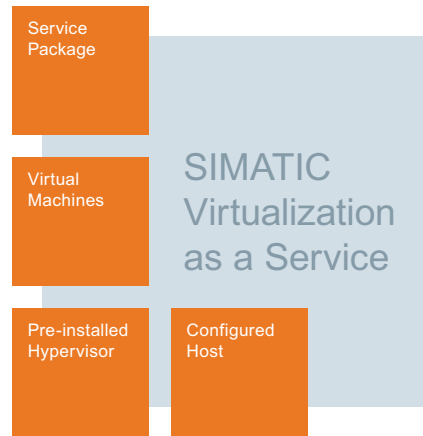 Service
Package
Virtual
Machines
SIMATIC
Virtualization
as a Service
Pre-installed
Hypervisor
Configured
Host